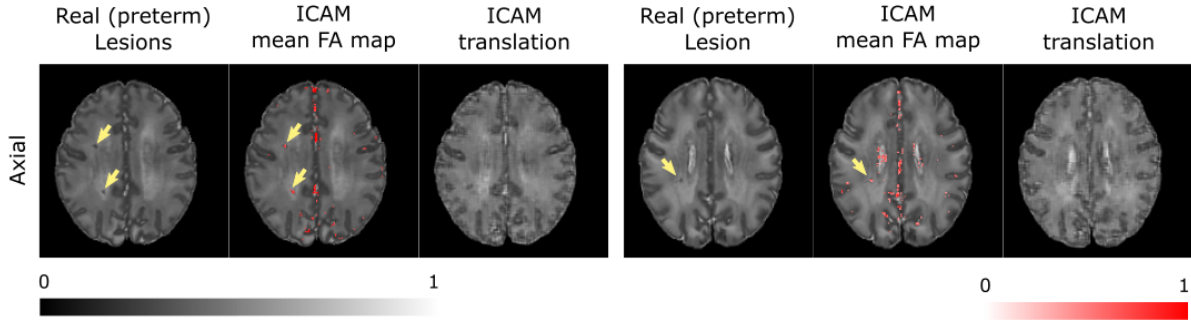 Real (preterm)
Lesions
ICAM
mean FA map
ICAM
translation
Real (preterm)
Lesion
ICAM
mean FA map
ICAM
translation
Axial
0 1
0 1